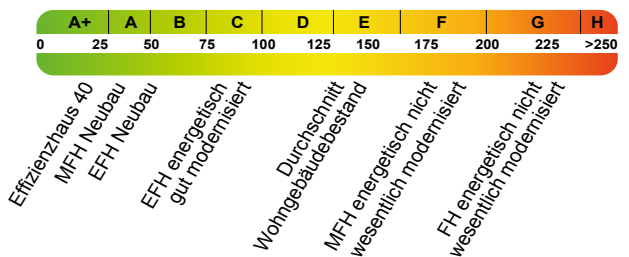 A+ A B C D E F G H
0 25 50 75 100 125 150 175 200 225 >250
Effizienzhaus 40
MFH Neubau
EFH Neubau
EFH energetisch
gut modernisiert
Durchschnitt
Wohngebäudebestand
MFH energetisch nicht
wesentlich modernisiert
FH energetisch nicht
wesentlich modernisiert